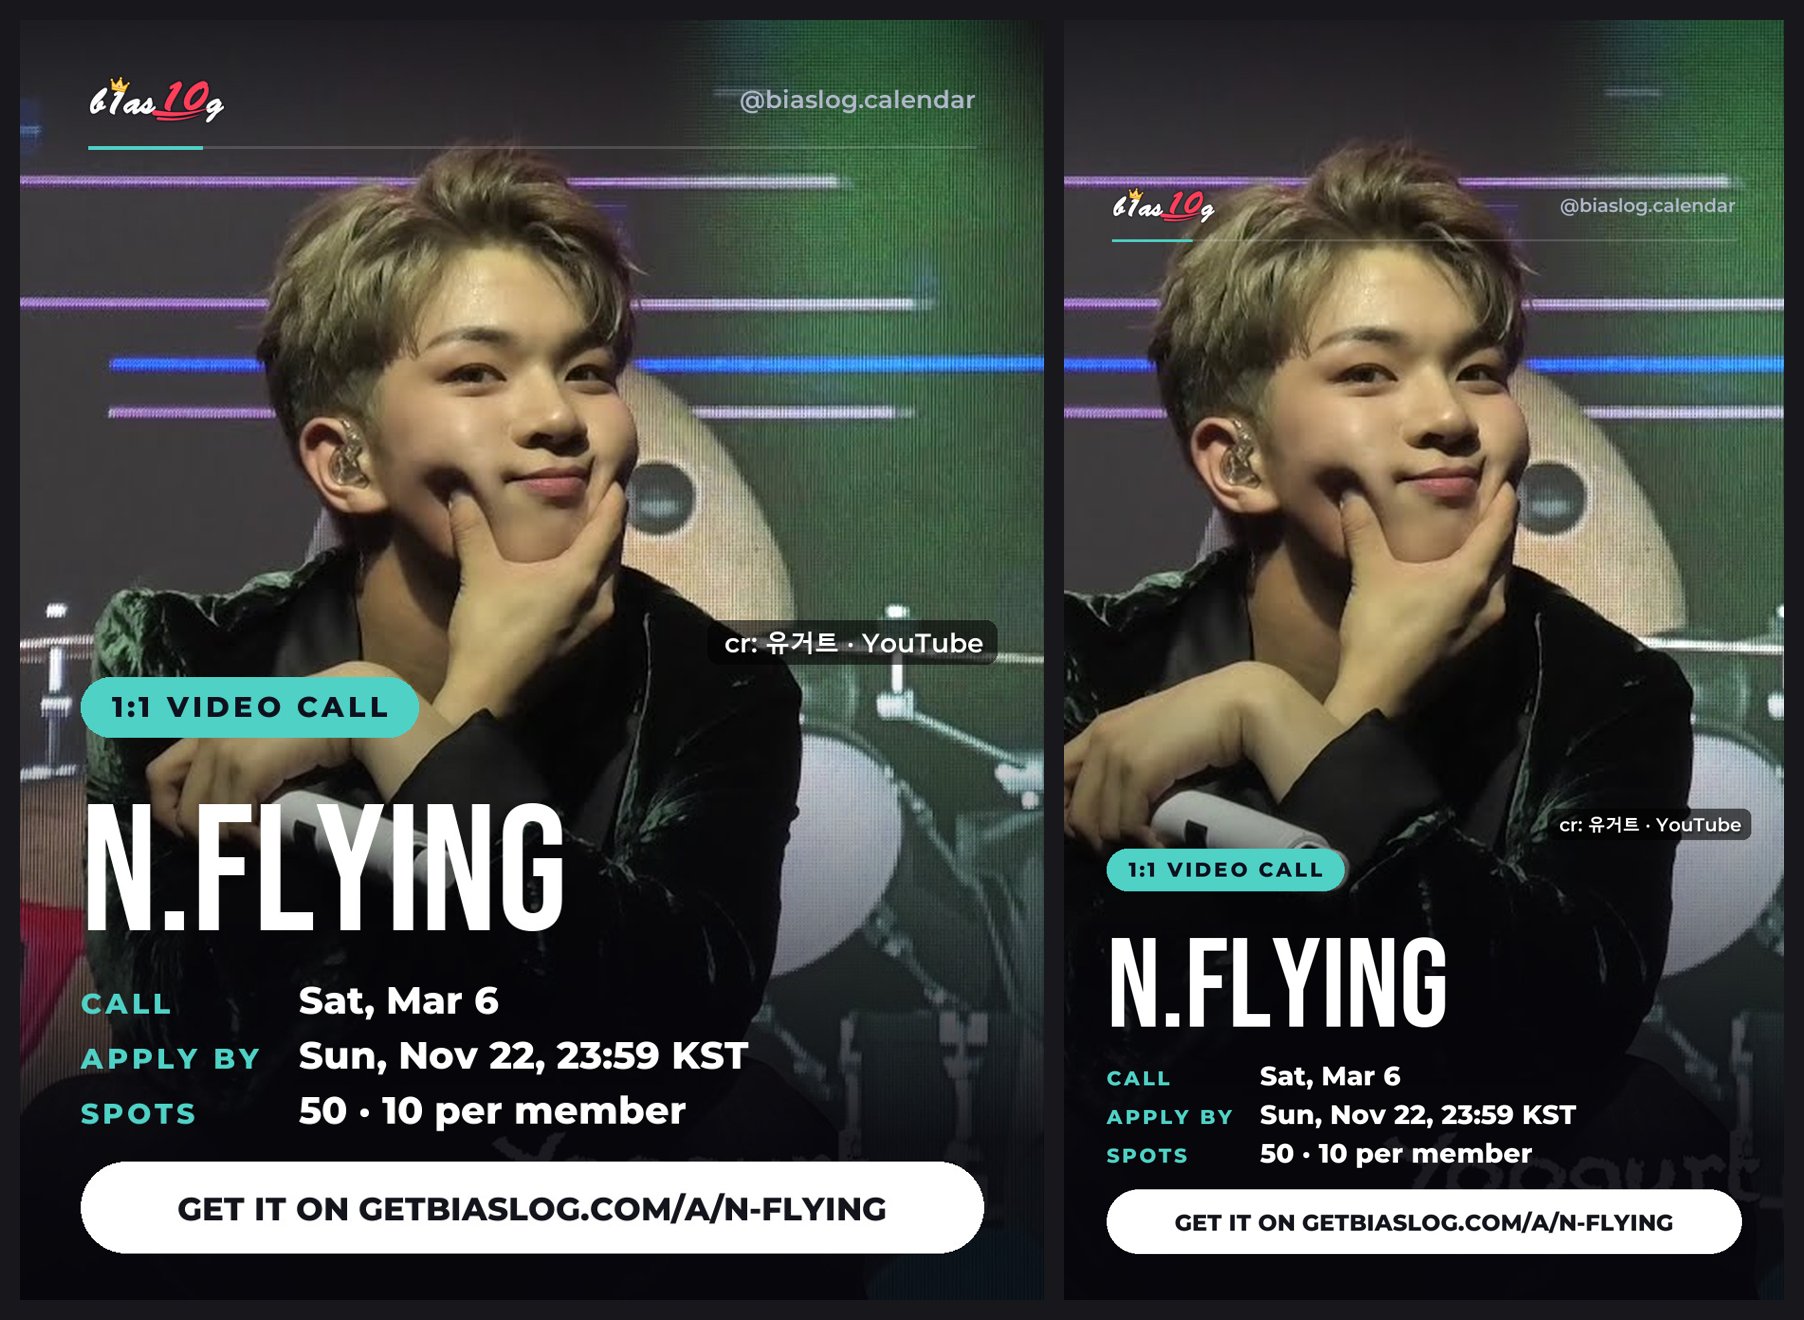 b1as10g
@biaslog.calendar
cr: 유거트 · YouTube
1:1 VIDEO CALL
N.FLYING
CALL Sat, Mar 6
APPLY BY Sun, Nov 22, 23:59 KST
SPOTS 50 · 10 per member
GET IT ON GETBIASLOG.COM/A/N-FLYING
b1as10g
@biaslog.calendar
cr: 유거트 · YouTube
1:1 VIDEO CALL
N.FLYING
CALL Sat, Mar 6
APPLY BY Sun, Nov 22, 23:59 KST
SPOTS 50 · 10 per member
Yoogurt
GET IT ON GETBIASLOG.COM/A/N-FLYING